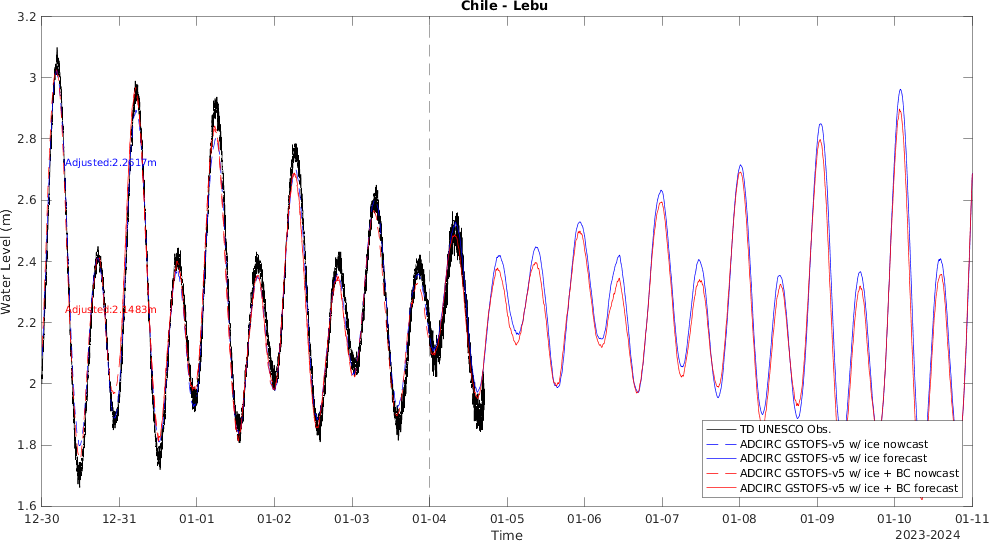 Chile - Lebu
Water Level (m)
3.2
3
2.8
2.6
2.4
2.2
2
1.8
1.6
Adjusted:2.2617m
Adjusted:2.1483m
TD UNESCO Obs.
ADCIRC GSTOFS-v5 w/ ice nowcast
ADCIRC GSTOFS-v5 w/ ice forecast
ADCIRC GSTOFS-v5 w/ ice + BC nowcast
ADCIRC GSTOFS-v5 w/ ice + BC forecast
12-30 12-31 01-01 01-02 01-03 01-04 01-05 01-06 01-07 01-08 01-09 01-10 01-11
Time
2023-2024